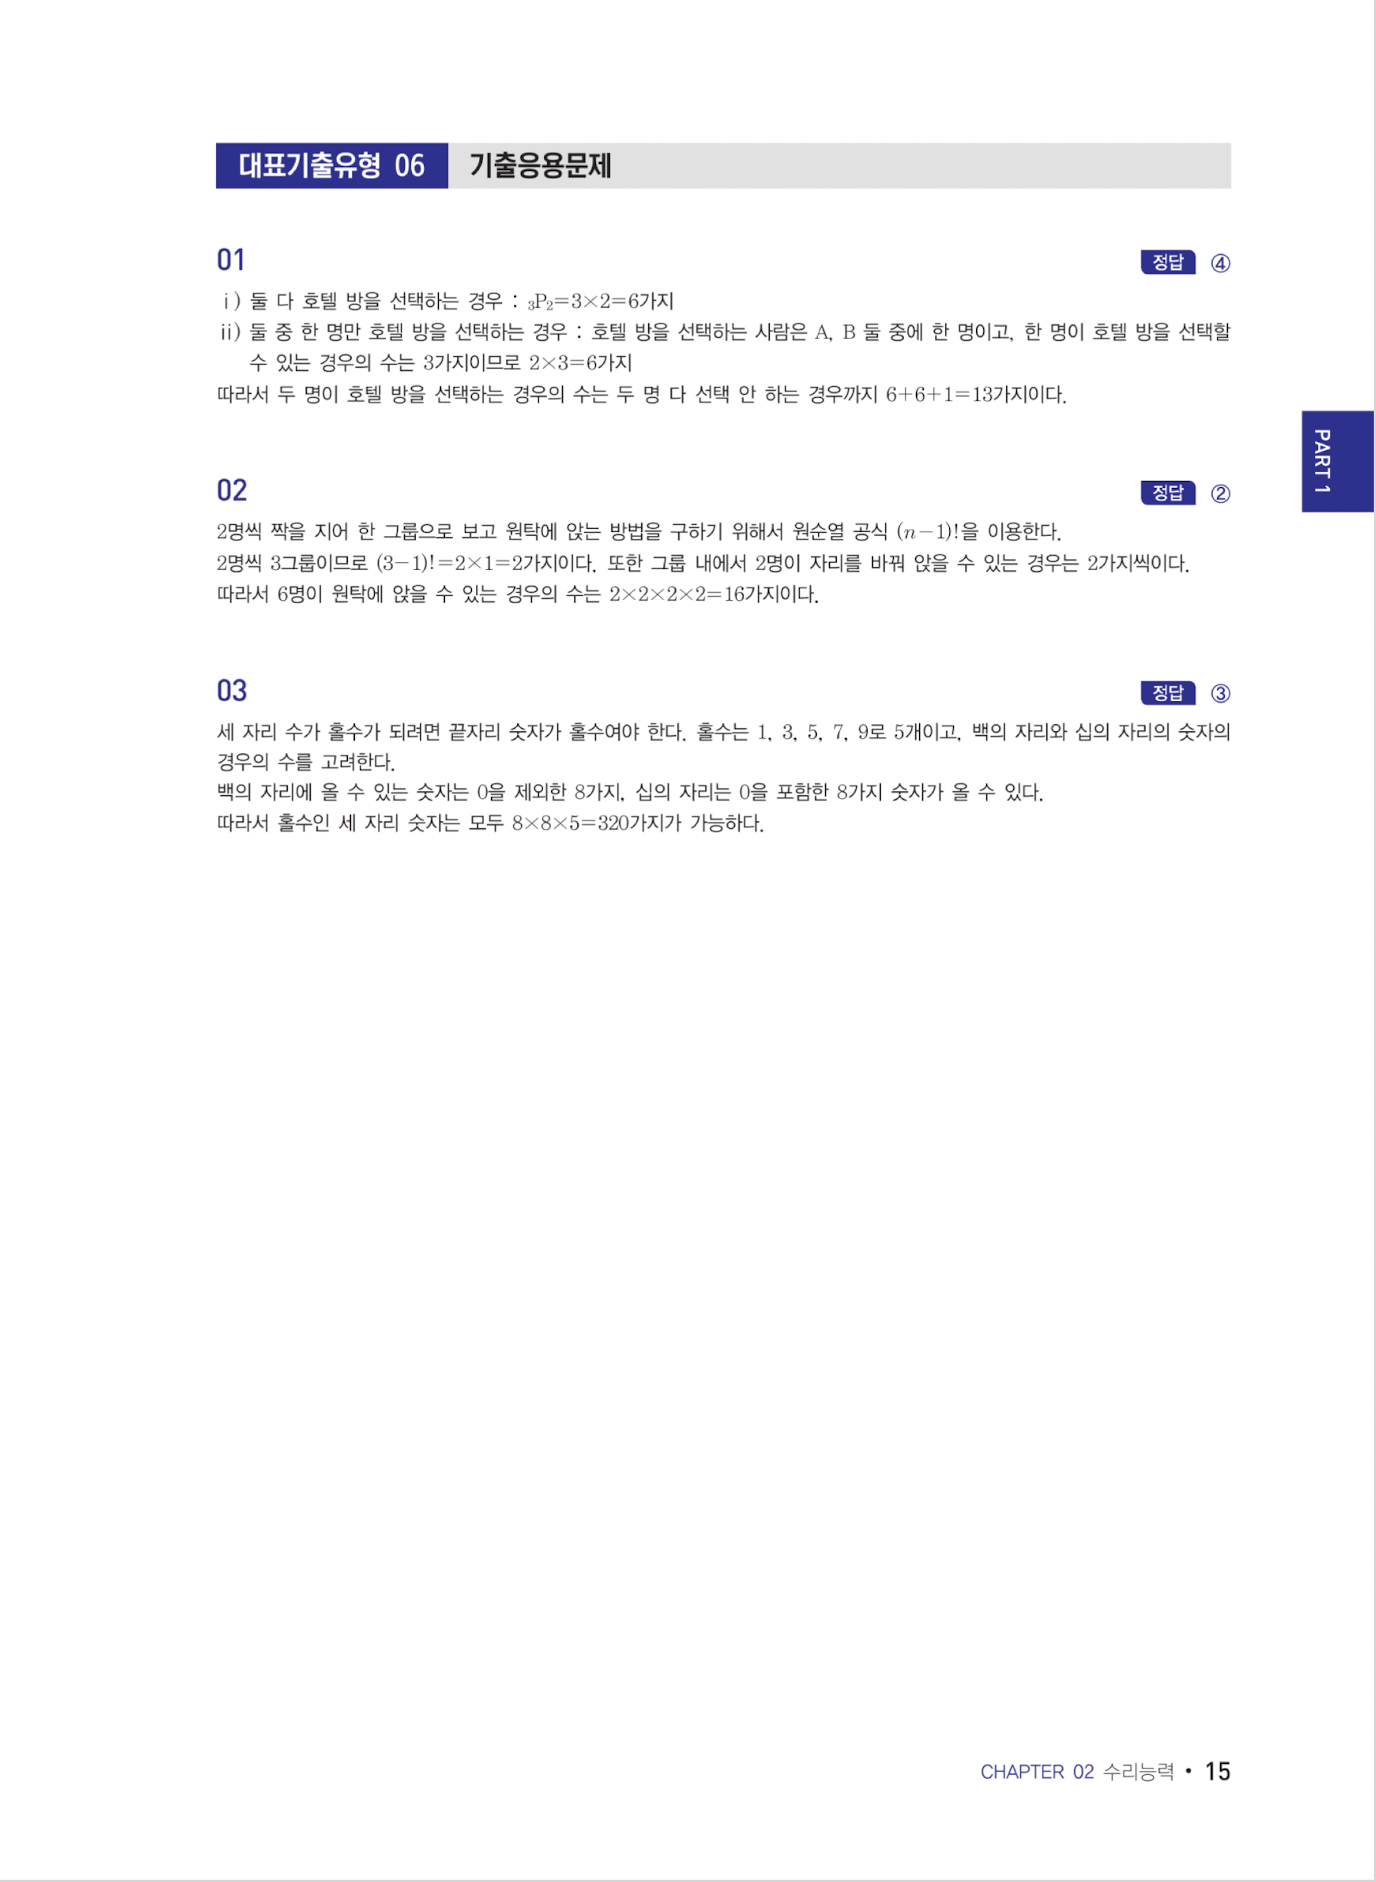 대표기출유형 06 기출응용문제
01 정답 ④
ⅰ) 둘 다 호텔 방을 선택하는 경우 : ₃P₂=3×2=6가지
ⅱ) 둘 중 한 명만 호텔 방을 선택하는 경우 : 호텔 방을 선택하는 사람은 A, B 둘 중에 한 명이고, 한 명이 호텔 방을 선택할
수 있는 경우의 수는 3가지이므로 2×3=6가지
따라서 두 명이 호텔 방을 선택하는 경우의 수는 두 명 다 선택 안 하는 경우까지 6+6+1=13가지이다.
PART 1
02 정답 ②
2명씩 짝을 지어 한 그룹으로 보고 원탁에 앉는 방법을 구하기 위해서 원순열 공식 (n-1)!을 이용한다.
2명씩 3그룹이므로 (3-1)!=2×1=2가지이다. 또한 그룹 내에서 2명이 자리를 바꿔 앉을 수 있는 경우는 2가지씩이다.
따라서 6명이 원탁에 앉을 수 있는 경우의 수는 2×2×2×2=16가지이다.
03 정답 ③
세 자리 수가 홀수가 되려면 끝자리 숫자가 홀수여야 한다. 홀수는 1, 3, 5, 7, 9로 5개이고, 백의 자리와 십의 자리의 숫자의
경우의 수를 고려한다.
백의 자리에 올 수 있는 숫자는 0을 제외한 8가지, 십의 자리는 0을 포함한 8가지 숫자가 올 수 있다.
따라서 홀수인 세 자리 숫자는 모두 8×8×5=320가지가 가능하다.
CHAPTER 02 수리능력 • 15